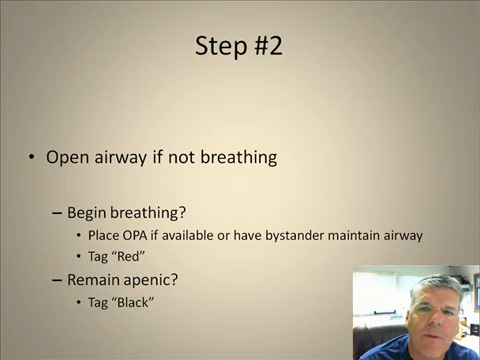 Step #2
• Open airway if not breathing
– Begin breathing?
• Place OPA if available or have bystander maintain airway
• Tag “Red”
– Remain apenic?
• Tag “Black”